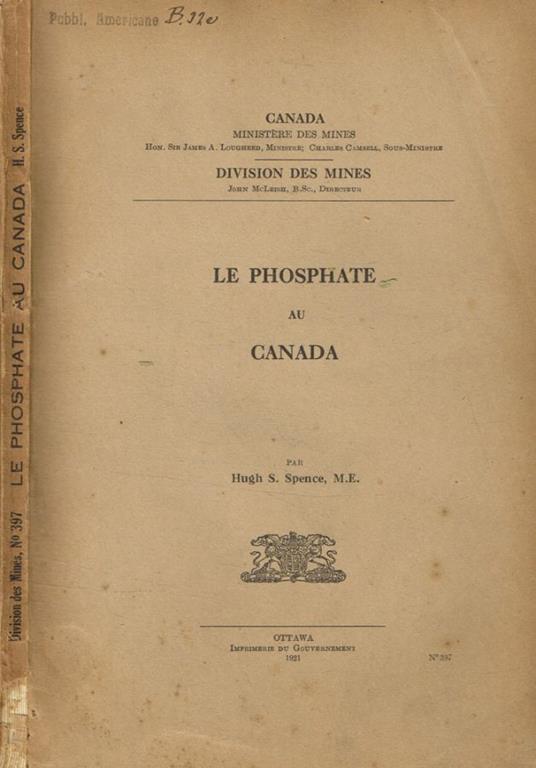 Pubbl. Americane B.32e
CANADA
MINISTÈRE DES MINES
HON. SIR JAMES A. LOUGHEED, MINISTRE; CHARLES CAMSELL, SOUS-MINISTRE
DIVISION DES MINES
JOHN MCLEISH, B.SC., DIRECTEUR
LE PHOSPHATE
AU
CANADA
PAR
Hugh S. Spence, M.E.
OTTAWA
IMPRIMERIE DU GOUVERNEMENT
1921
N° 397
Division des Mines, No 397 LE PHOSPHATE AU CANADA H. S. Spence